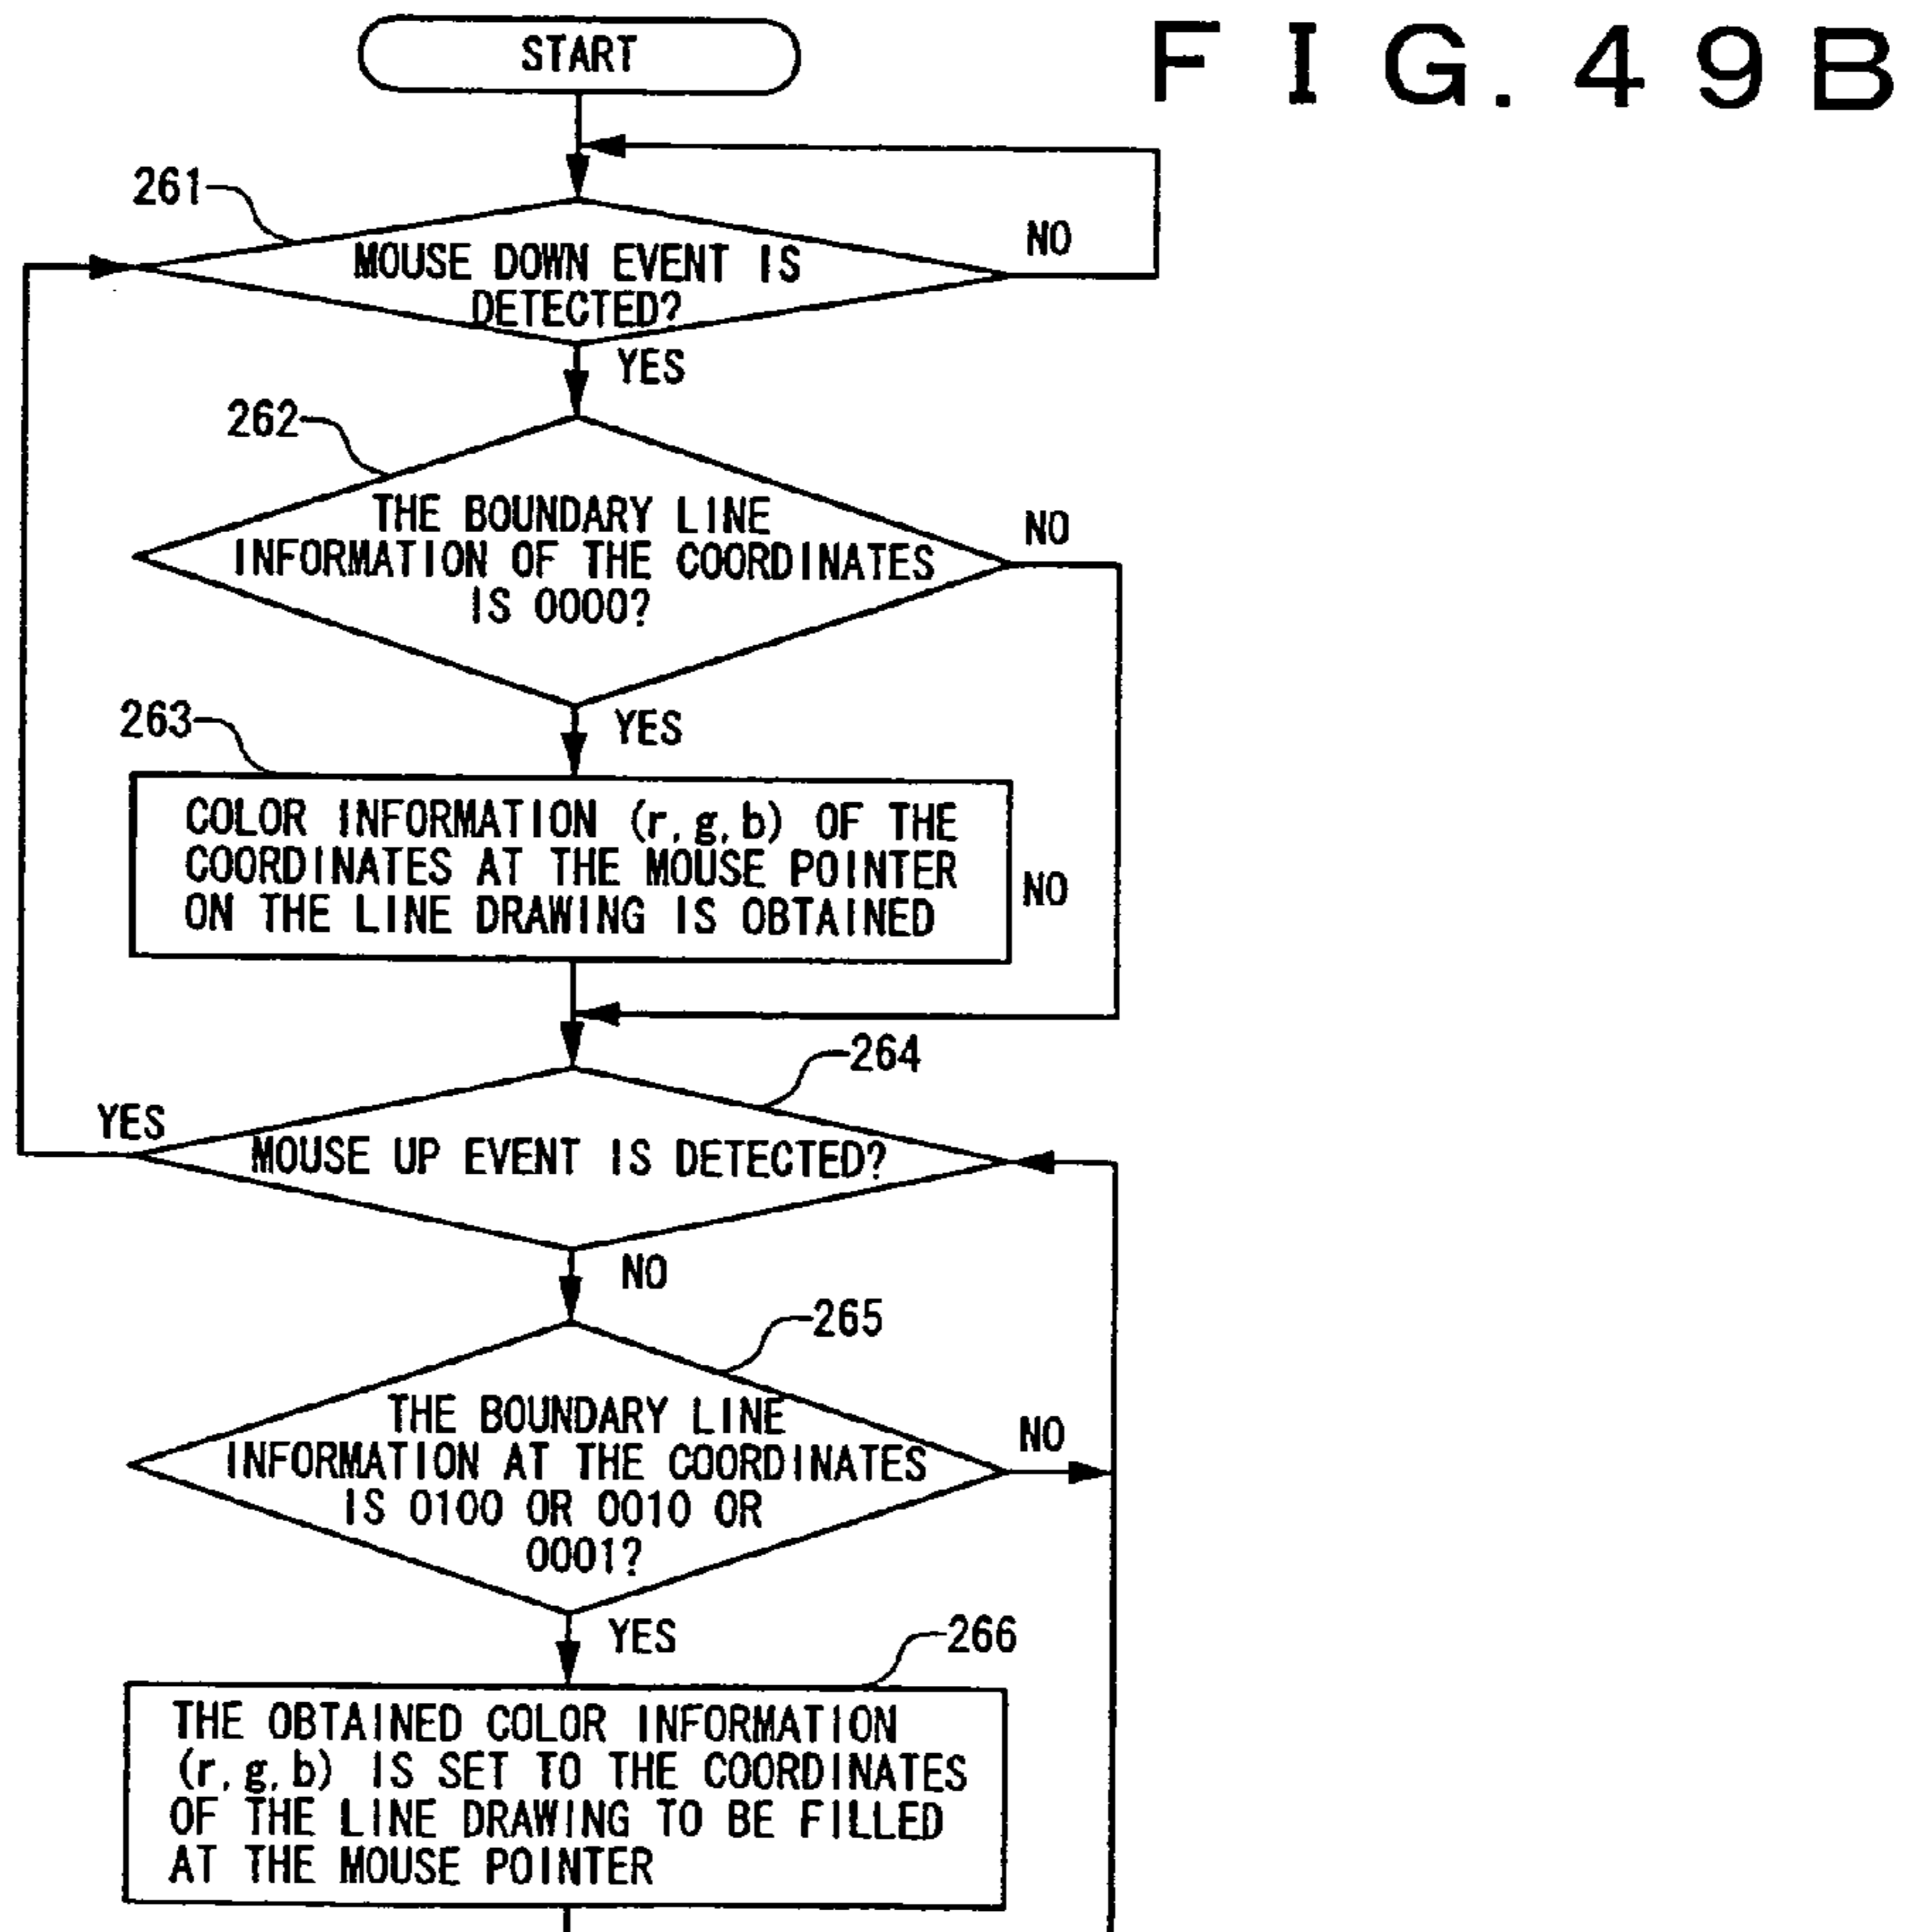 FIG. 49B
START
261
MOUSE DOWN EVENT IS
DETECTED?
NO
YES
262
THE BOUNDARY LINE
INFORMATION OF THE COORDINATES
IS 0000?
NO
YES
263
COLOR INFORMATION (r, g, b) OF THE
COORDINATES AT THE MOUSE POINTER
ON THE LINE DRAWING IS OBTAINED
NO
264
YES
MOUSE UP EVENT IS DETECTED?
NO
265
THE BOUNDARY LINE
INFORMATION AT THE COORDINATES
IS 0100 OR 0010 OR
0001?
NO
YES
266
THE OBTAINED COLOR INFORMATION
(r, g, b) IS SET TO THE COORDINATES
OF THE LINE DRAWING TO BE FILLED
AT THE MOUSE POINTER